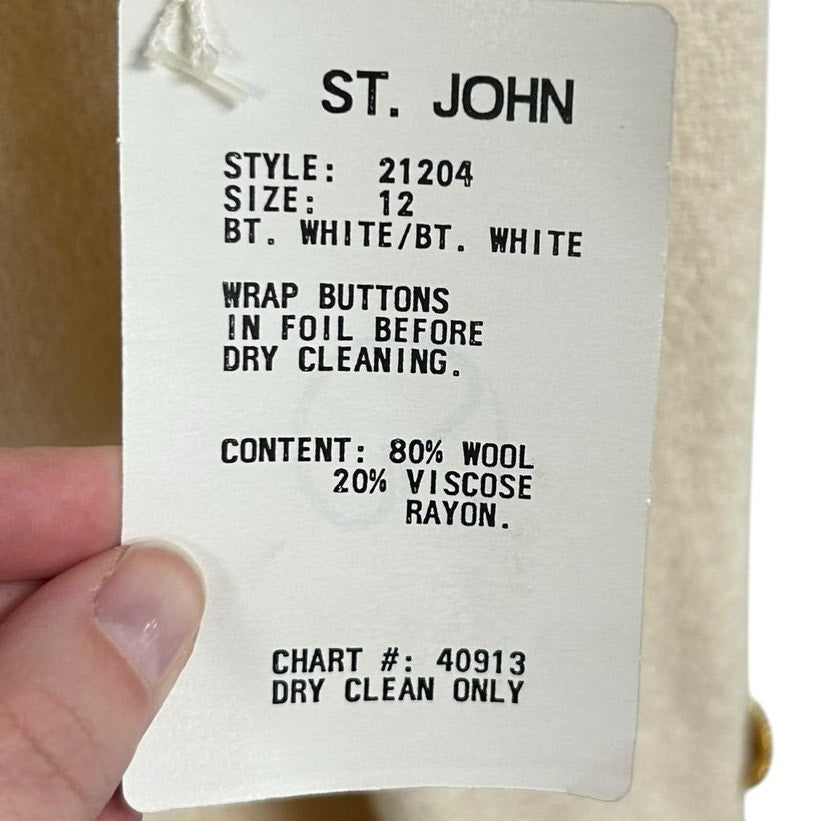 ST. JOHN
STYLE: 21204
SIZE: 12
BT. WHITE/BT. WHITE
WRAP BUTTONS
IN FOIL BEFORE
DRY CLEANING.
CONTENT: 80% WOOL
20% VISCOSE
RAYON.
CHART #: 40913
DRY CLEAN ONLY